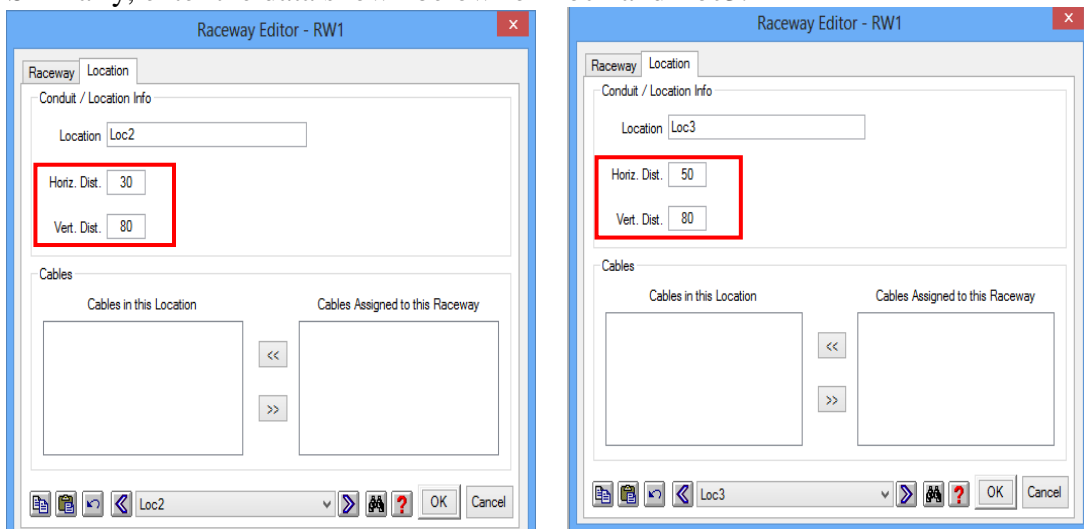 Raceway Editor - RW1
x
Raceway Location
Conduit / Location Info
Location Loc2
Horiz. Dist. 30
Vert. Dist. 80
Cables
Cables in this Location Cables Assigned to this Raceway
<<
>>
Loc2 ? OK Cancel
Raceway Editor - RW1
x
Raceway Location
Conduit / Location Info
Location Loc3
Horiz. Dist. 50
Vert. Dist. 80
Cables
Cables in this Location Cables Assigned to this Raceway
<<
>>
Loc3 ? OK Cancel